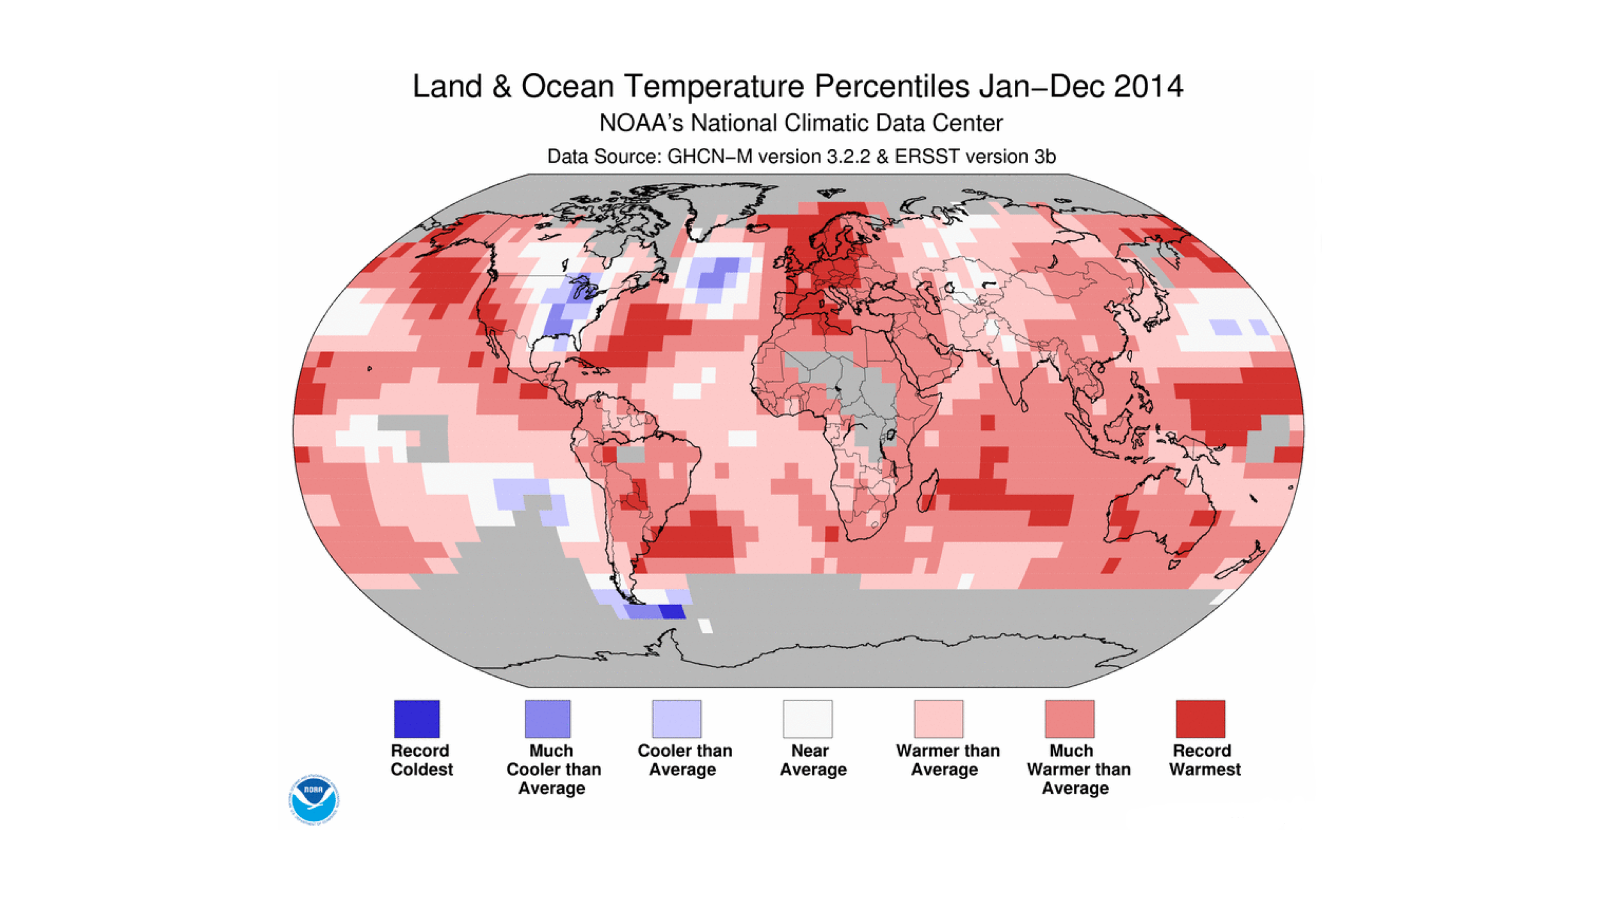 Land & Ocean Temperature Percentiles Jan–Dec 2014
NOAA's National Climatic Data Center
Data Source: GHCN–M version 3.2.2 & ERSST version 3b
Record
Coldest
Much
Cooler than
Average
Cooler than
Average
Near
Average
Warmer than
Average
Much
Warmer than
Average
Record
Warmest
NOAA